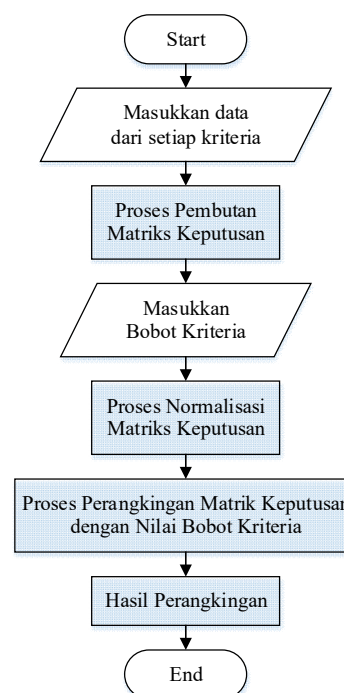 Start
Masukkan data
dari setiap kriteria
Proses Pembutan
Matriks Keputusan
Masukkan
Bobot Kriteria
Proses Normalisasi
Matriks Keputusan
Proses Perangkingan Matrik Keputusan
dengan Nilai Bobot Kriteria
Hasil Perangkingan
End